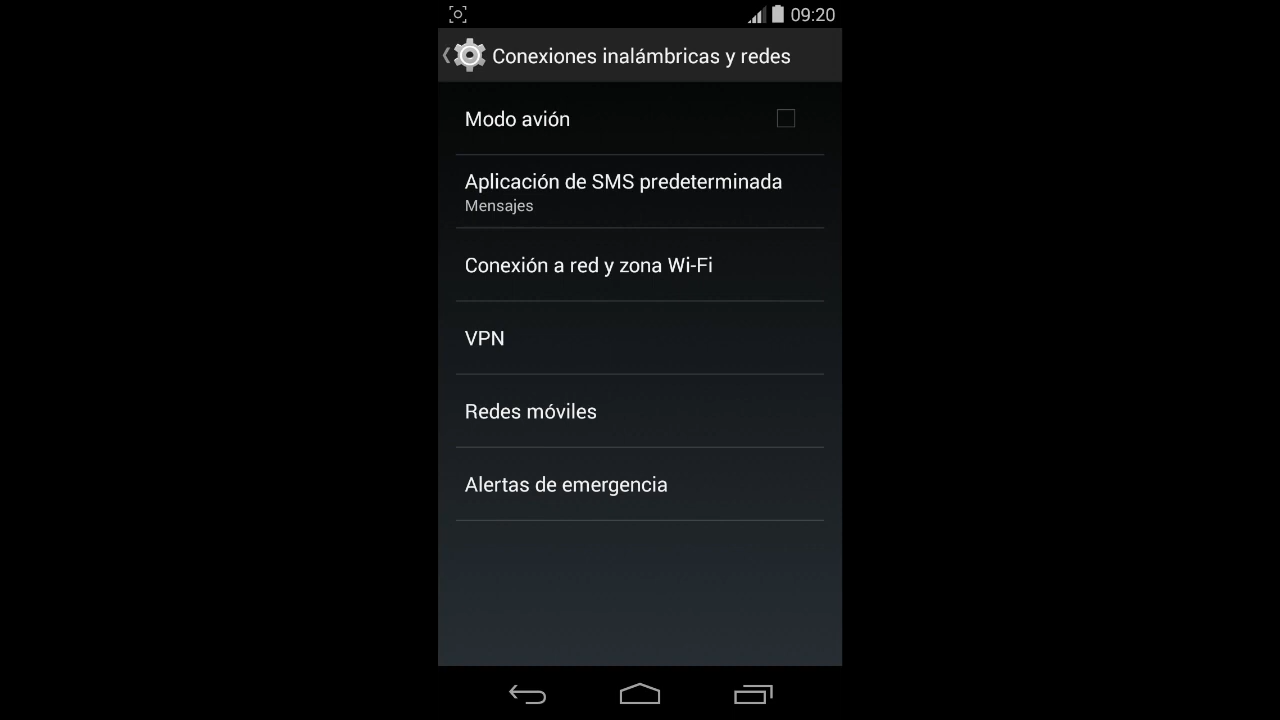 09:20
Conexiones inalámbricas y redes
Modo avión
Aplicación de SMS predeterminada
Mensajes
Conexión a red y zona Wi-Fi
VPN
Redes móviles
Alertas de emergencia